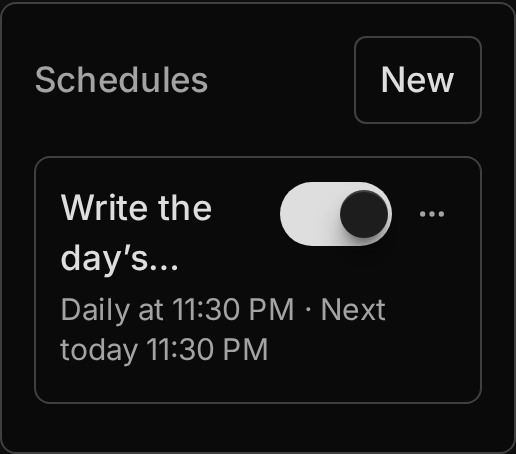 Schedules
New
Write the
day’s...
Daily at 11:30 PM · Next
today 11:30 PM